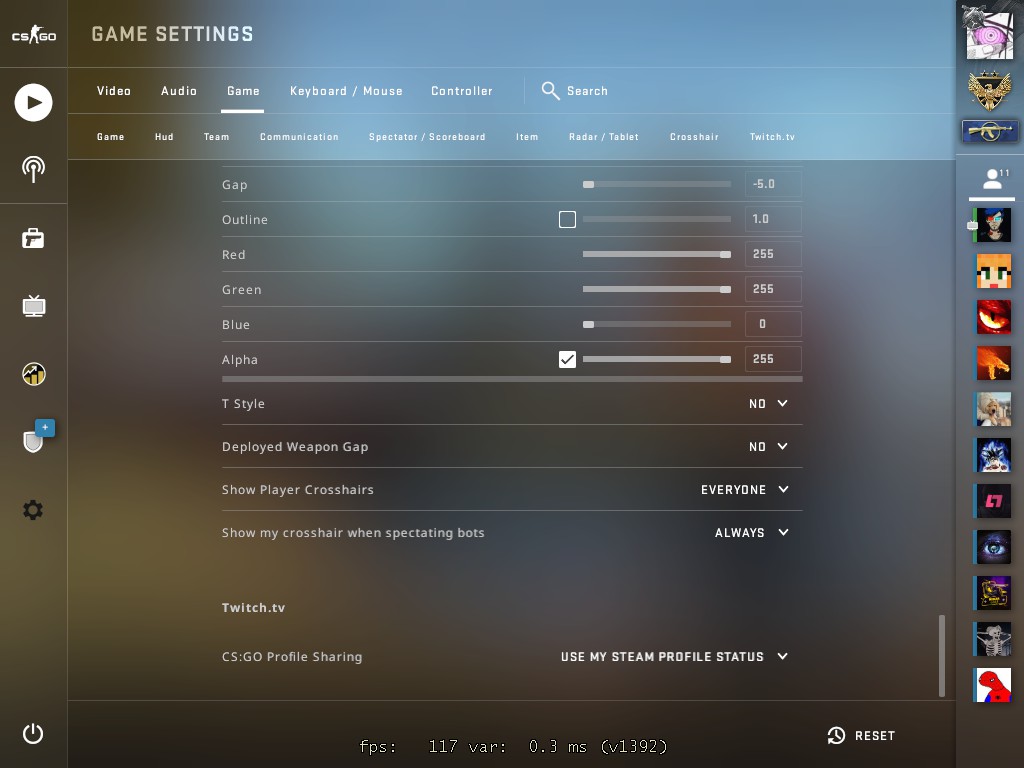 CS GO
GAME SETTINGS
Video Audio Game Keyboard / Mouse Controller Search
Game Hud Team Communication Spectator / Scoreboard Item Radar / Tablet Crosshair Twitch.tv
11
Gap -5.0
Outline 1.0
Red 255
Green 255
Blue 0
Alpha 255
T Style NO
+
Deployed Weapon Gap NO
Show Player Crosshairs EVERYONE
Show my crosshair when spectating bots ALWAYS
Twitch.tv
CS:GO Profile Sharing USE MY STEAM PROFILE STATUS
RESET
fps: 117 var: 0.3 ms (v1392)